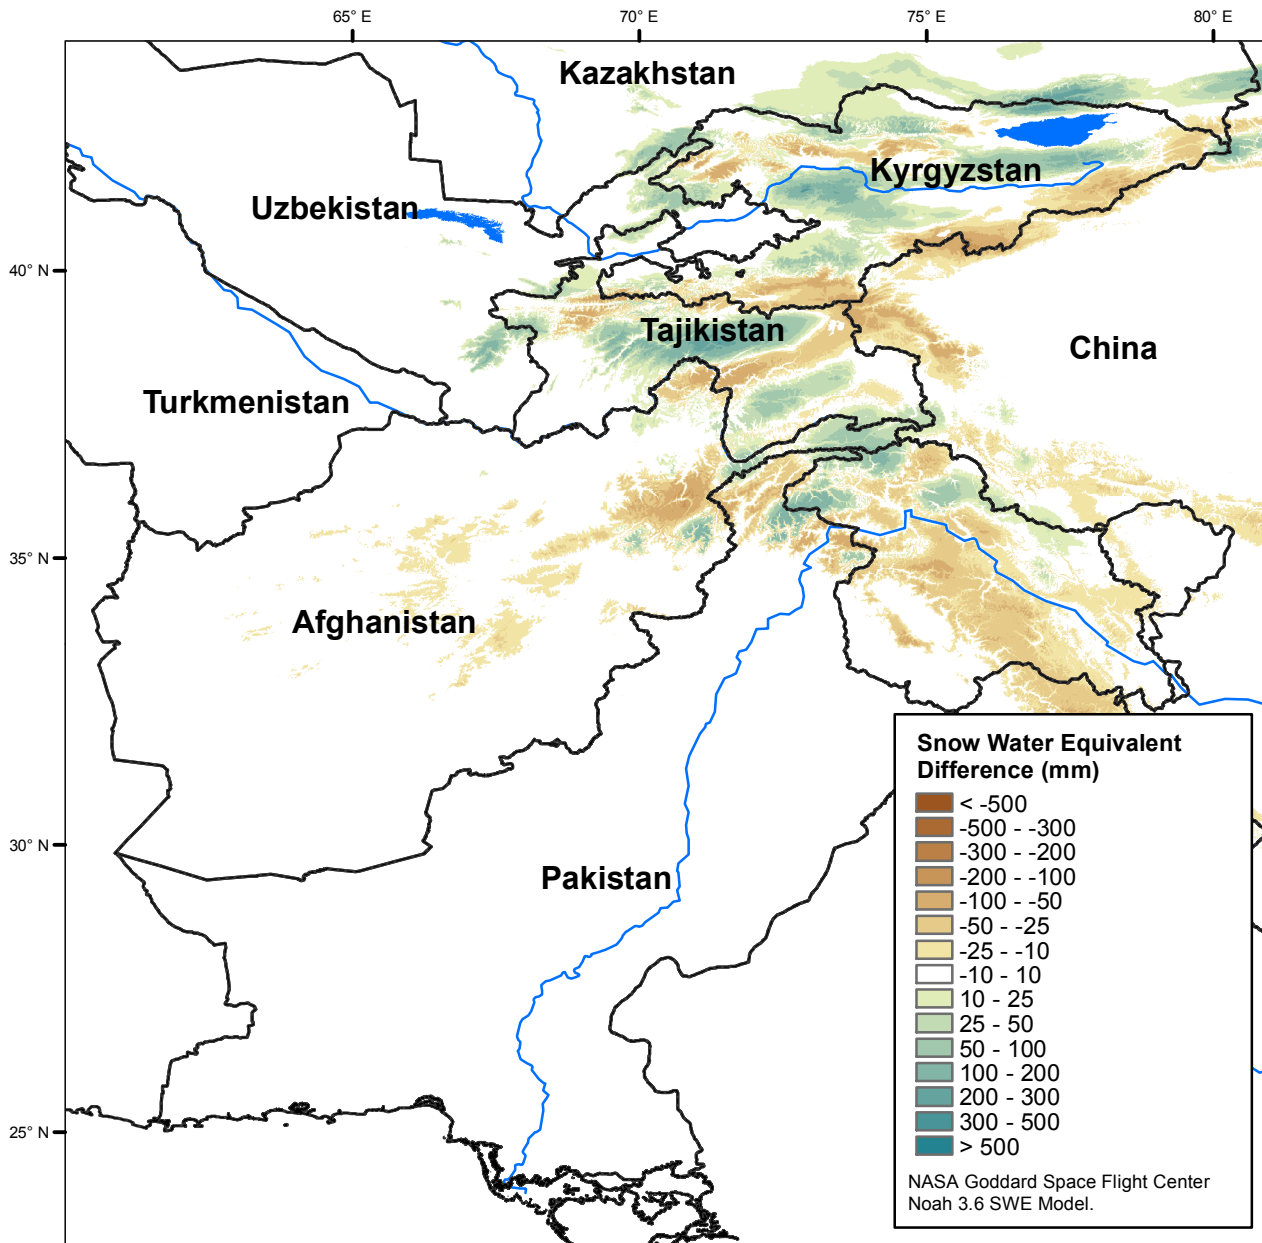 65° E
70° E
75° E
80° E
Kazakhstan
Kyrgyzstan
Uzbekistan
40° N
Tajikistan
China
Turkmenistan
35° N
Afghanistan
30° N
Pakistan
25° N
Snow Water Equivalent
Difference (mm)
< -500
-500 - -300
-300 - -200
-200 - -100
-100 - -50
-50 - -25
-25 - -10
-10 - 10
10 - 25
25 - 50
50 - 100
100 - 200
200 - 300
300 - 500
> 500
NASA Goddard Space Flight Center
Noah 3.6 SWE Model.